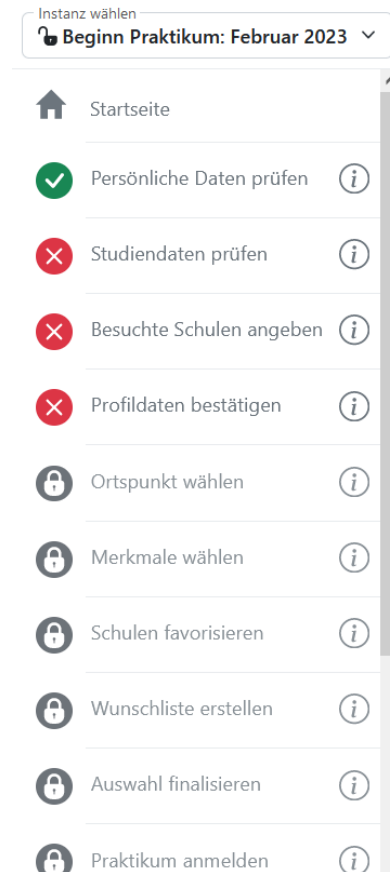 Instanz wählen
Beginn Praktikum: Februar 2023
Startseite
Persönliche Daten prüfen
Studiendaten prüfen
Besuchte Schulen angeben
Profildaten bestätigen
Ortspunkt wählen
Merkmale wählen
Schulen favorisieren
Wunschliste erstellen
Auswahl finalisieren
Praktikum anmelden